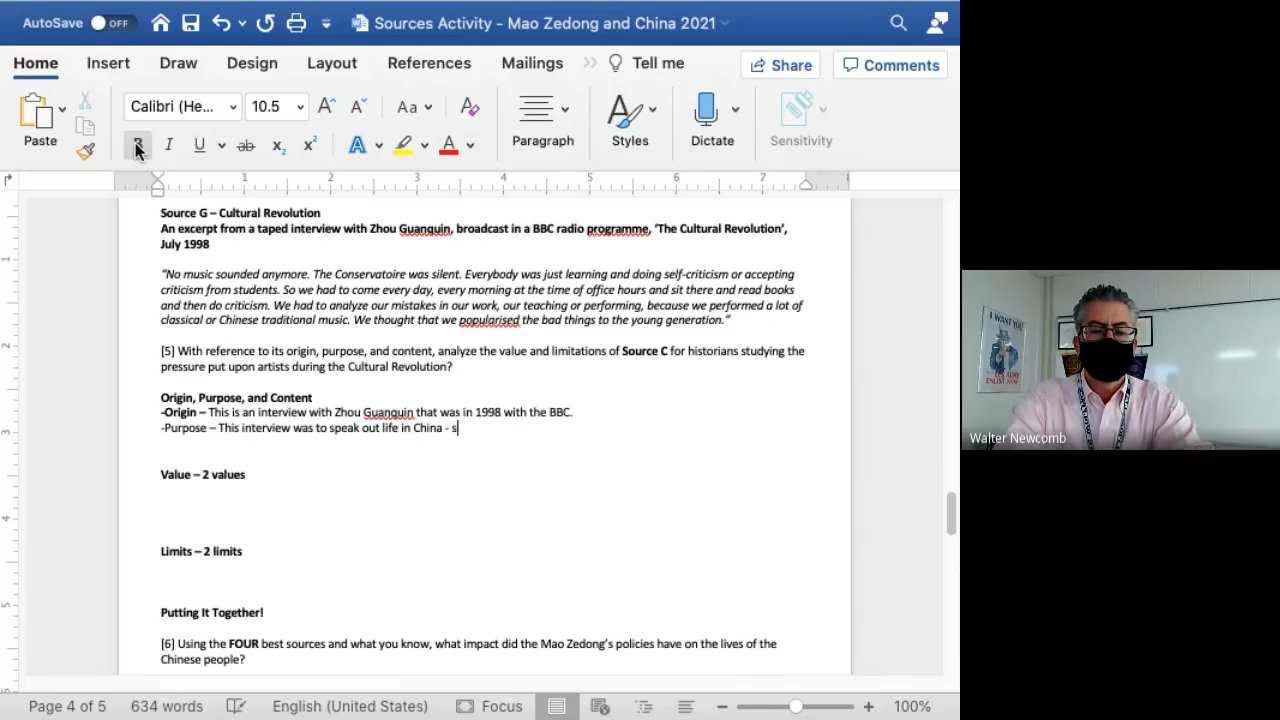 AutoSave OFF
Sources Activity - Mao Zedong and China 2021
Home Insert Draw Design Layout References Mailings Tell me
Share Comments
Calibri (He... 10.5
Paste Paragraph Styles Dictate Sensitivity
1 2 3 4 5 6 7
Source G – Cultural Revolution
An excerpt from a taped interview with Zhou Guanquin, broadcast in a BBC radio programme, ‘The Cultural Revolution’,
July 1998
“No music sounded anymore. The Conservatoire was silent. Everybody was just learning and doing self-criticism or accepting
criticism from students. So we had to come every day, every morning at the time of office hours and sit there and read books
and then do criticism. We had to analyze our mistakes in our work, our teaching or performing, because we performed a lot of
classical or Chinese traditional music. We thought that we popularised the bad things to the young generation.”
[5] With reference to its origin, purpose, and content, analyze the value and limitations of Source C for historians studying the
pressure put upon artists during the Cultural Revolution?
Origin, Purpose, and Content
-Origin – This is an interview with Zhou Guanquin that was in 1998 with the BBC.
-Purpose – This interview was to speak out life in China - s
Value – 2 values
Limits – 2 limits
Putting It Together!
[6] Using the FOUR best sources and what you know, what impact did the Mao Zedong’s policies have on the lives of the
Chinese people?
Page 4 of 5 634 words English (United States) Focus 100%
I WANT YOU
U.S. ARMY
ENLIST NOW
Walter Newcomb